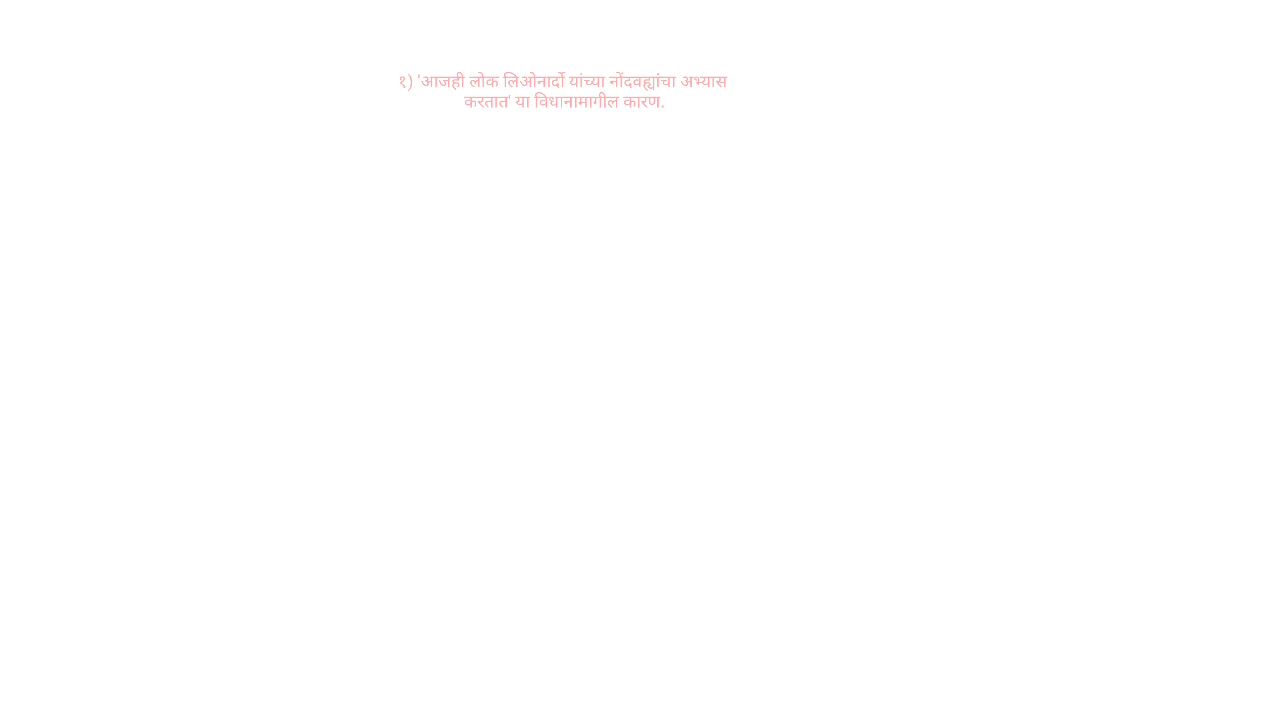 १) 'आजही लोक लिओनार्दो यांच्या नोंदवह्यांचा अभ्यास
करतात' या विधानामागील कारण.